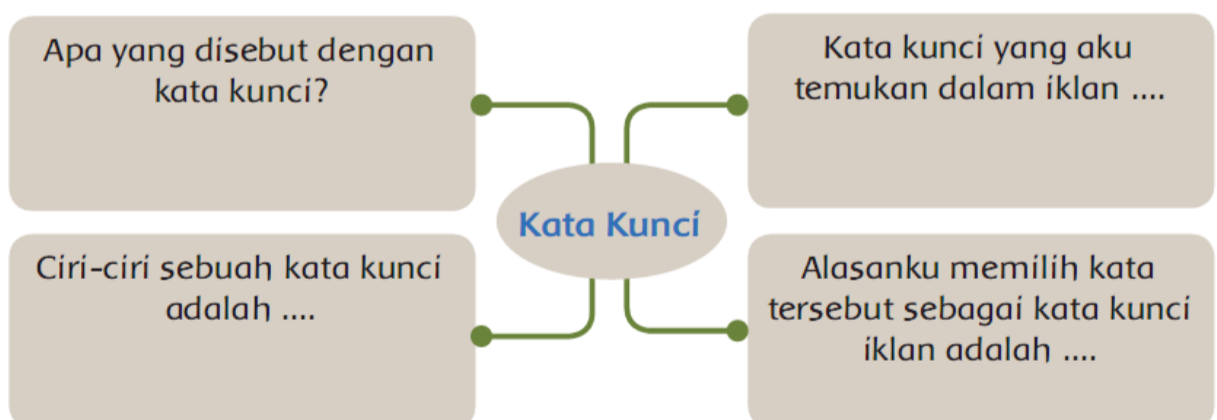 Apa yang disebut dengan
kata kunci?
Kata kunci yang aku
temukan dalam iklan ....
Kata Kunci
Ciri-ciri sebuah kata kunci
adalah ....
Alasanku memilih kata
tersebut sebagai kata kunci
iklan adalah ....